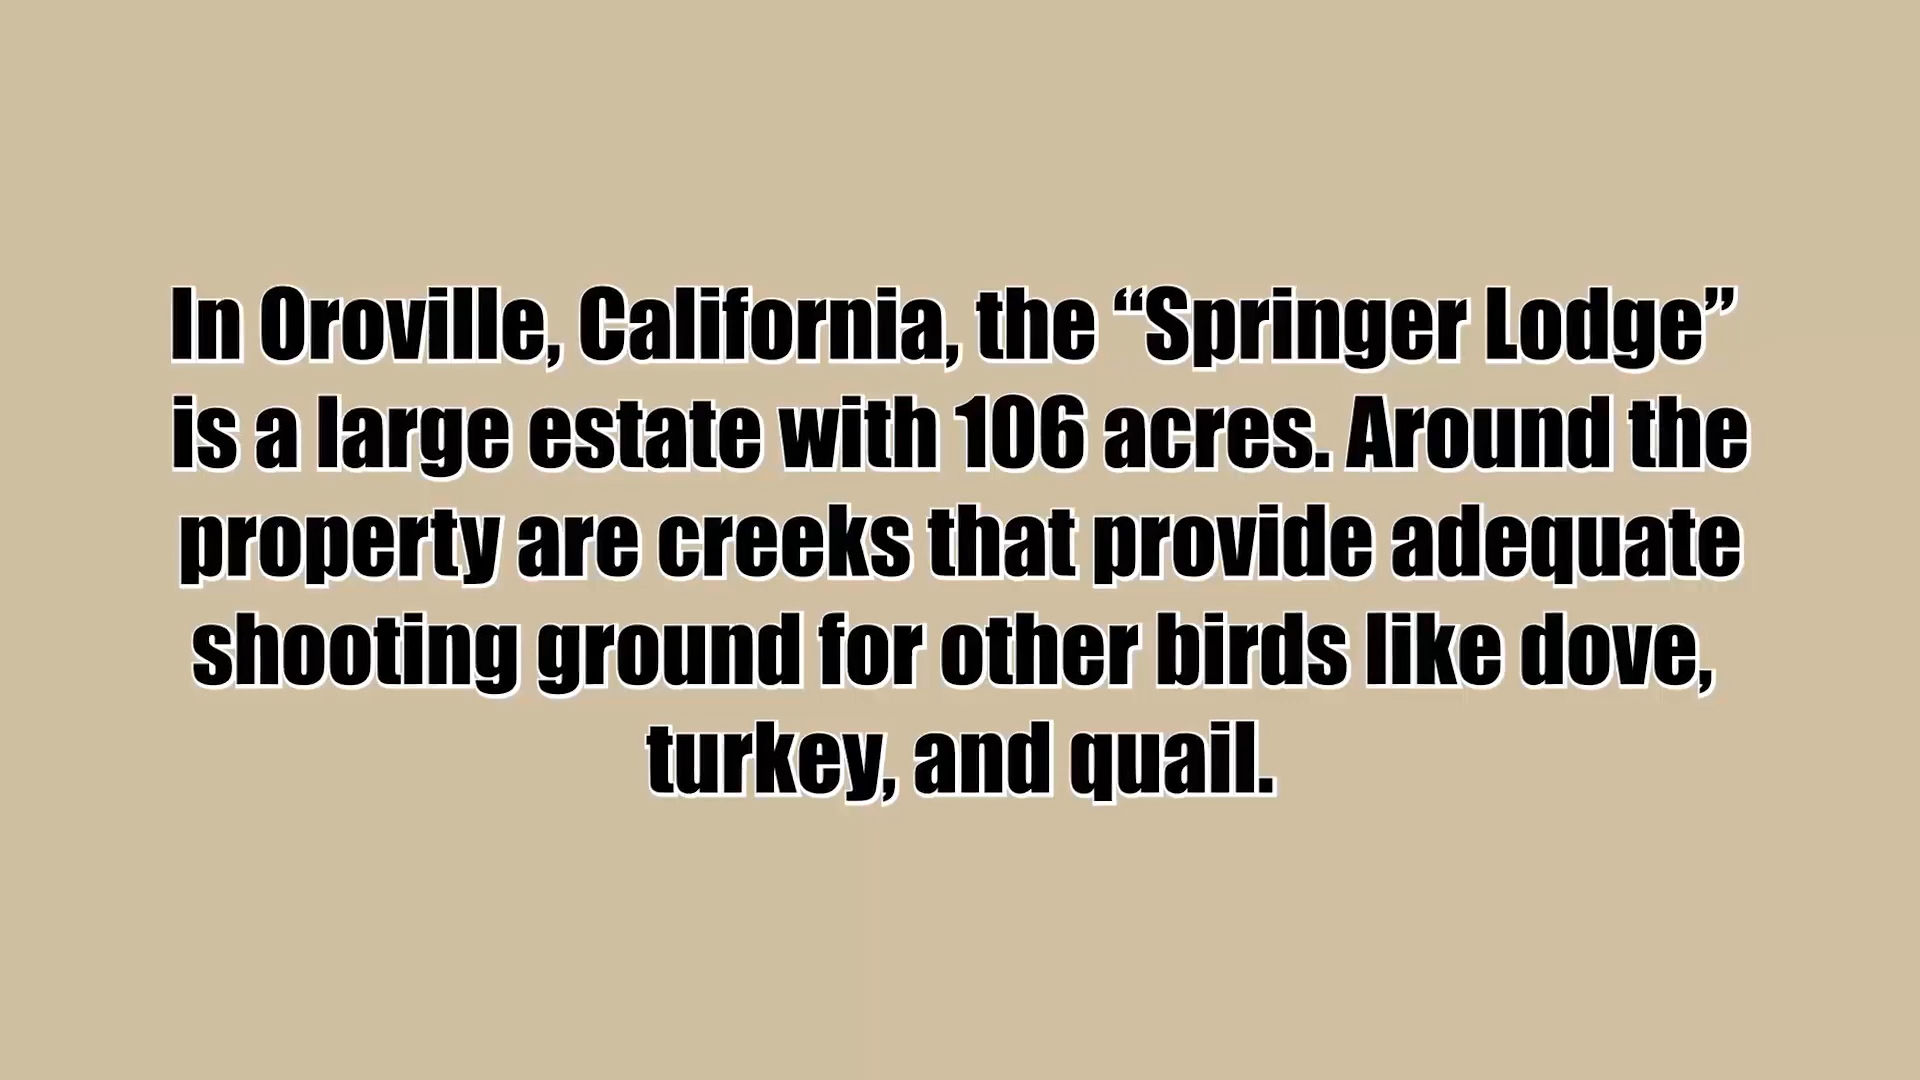 In Oroville, California, the “Springer Lodge”
is a large estate with 106 acres. Around the
property are creeks that provide adequate
shooting ground for other birds like dove,
turkey, and quail.